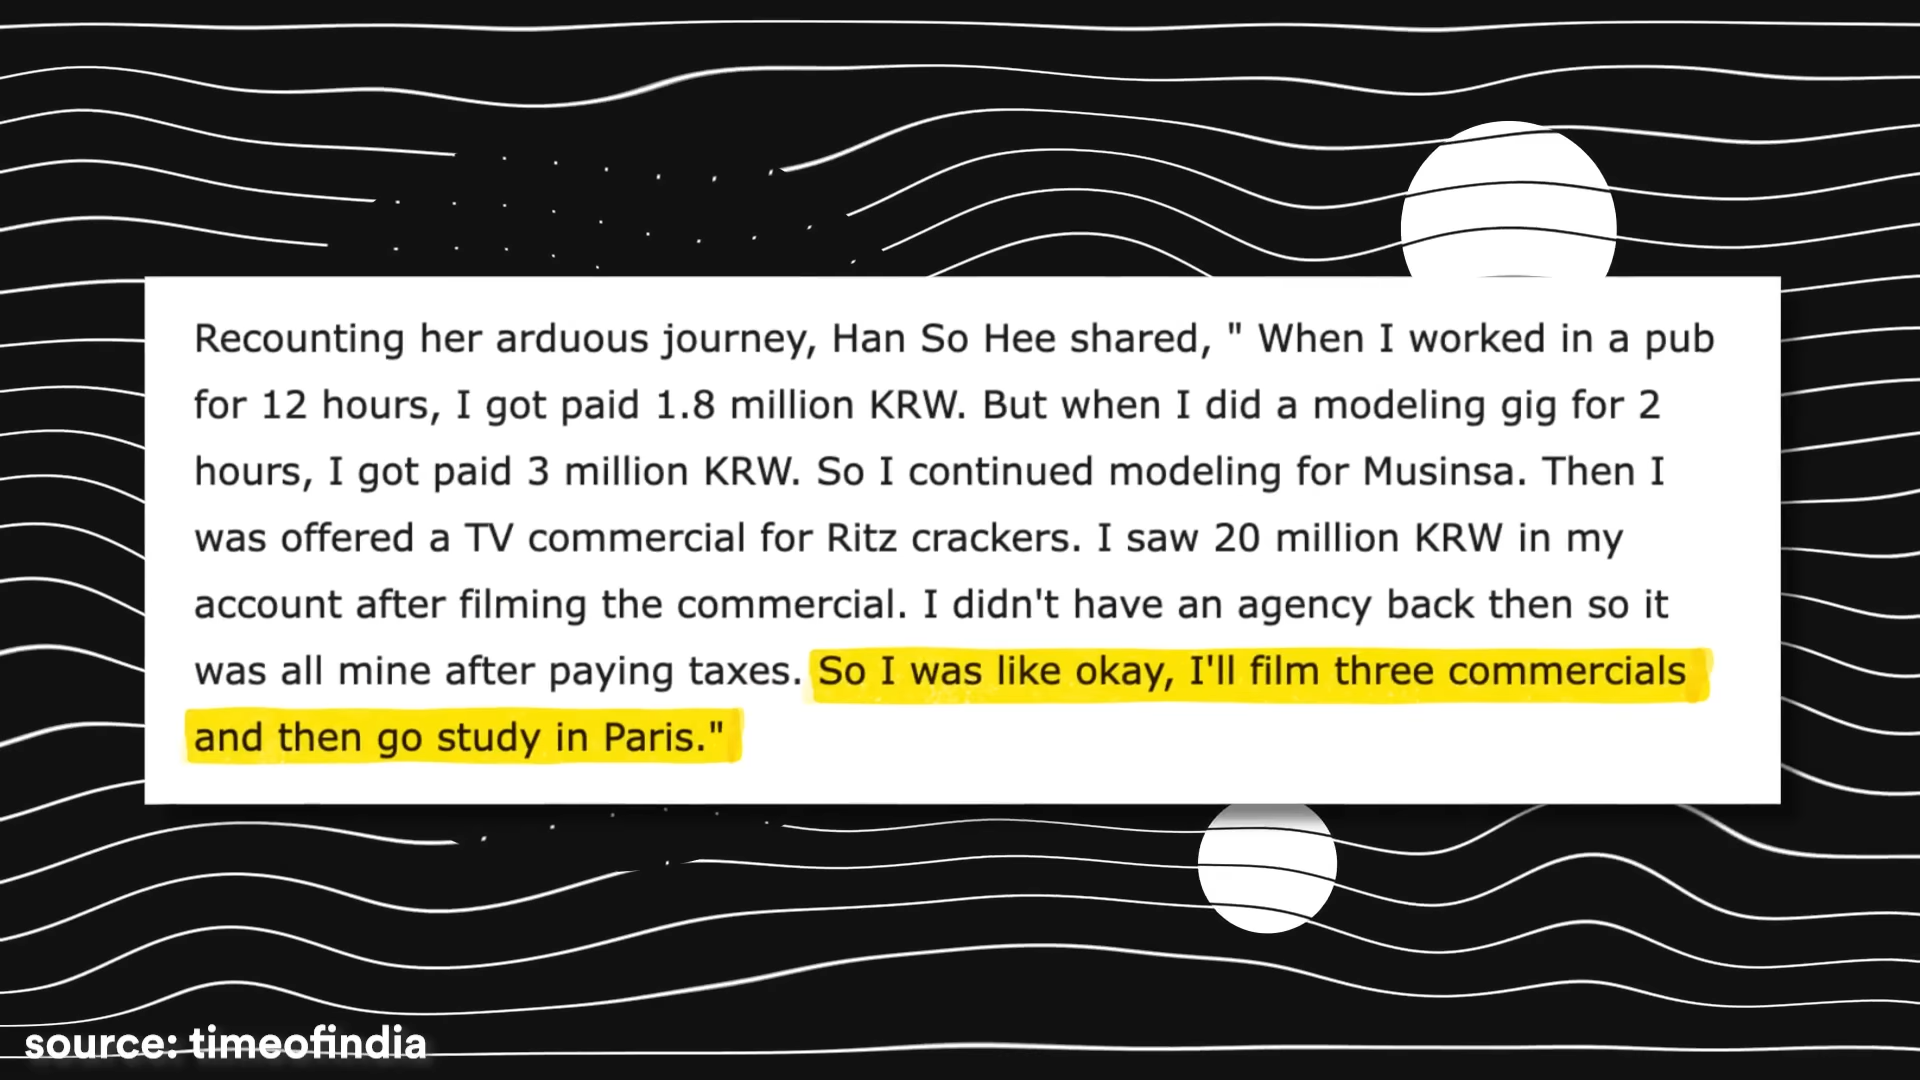 Recounting her arduous journey, Han So Hee shared, " When I worked in a pub
for 12 hours, I got paid 1.8 million KRW. But when I did a modeling gig for 2
hours, I got paid 3 million KRW. So I continued modeling for Musinsa. Then I
was offered a TV commercial for Ritz crackers. I saw 20 million KRW in my
account after filming the commercial. I didn't have an agency back then so it
was all mine after paying taxes. So I was like okay, I'll film three commercials
and then go study in Paris."
source: timeofindia